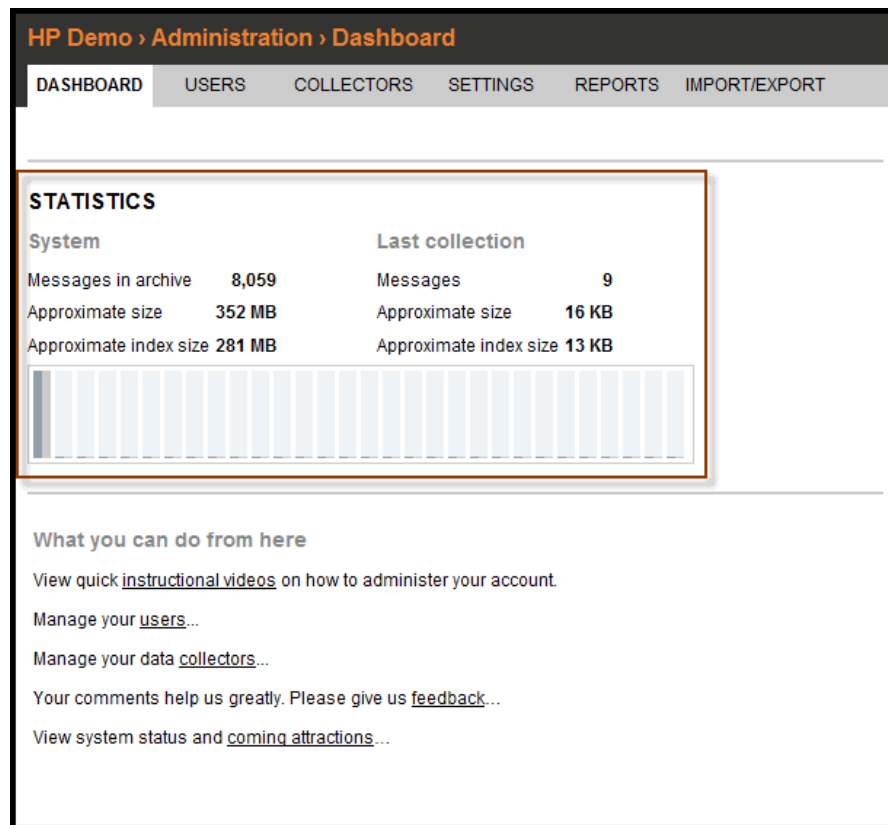 HP Demo › Administration › Dashboard
DASHBOARD USERS COLLECTORS SETTINGS REPORTS IMPORT/EXPORT
STATISTICS
System Last collection
Messages in archive 8,059 Messages 9
Approximate size 352 MB Approximate size 16 KB
Approximate index size 281 MB Approximate index size 13 KB
What you can do from here
View quick instructional videos on how to administer your account.
Manage your users...
Manage your data collectors...
Your comments help us greatly. Please give us feedback...
View system status and coming attractions...